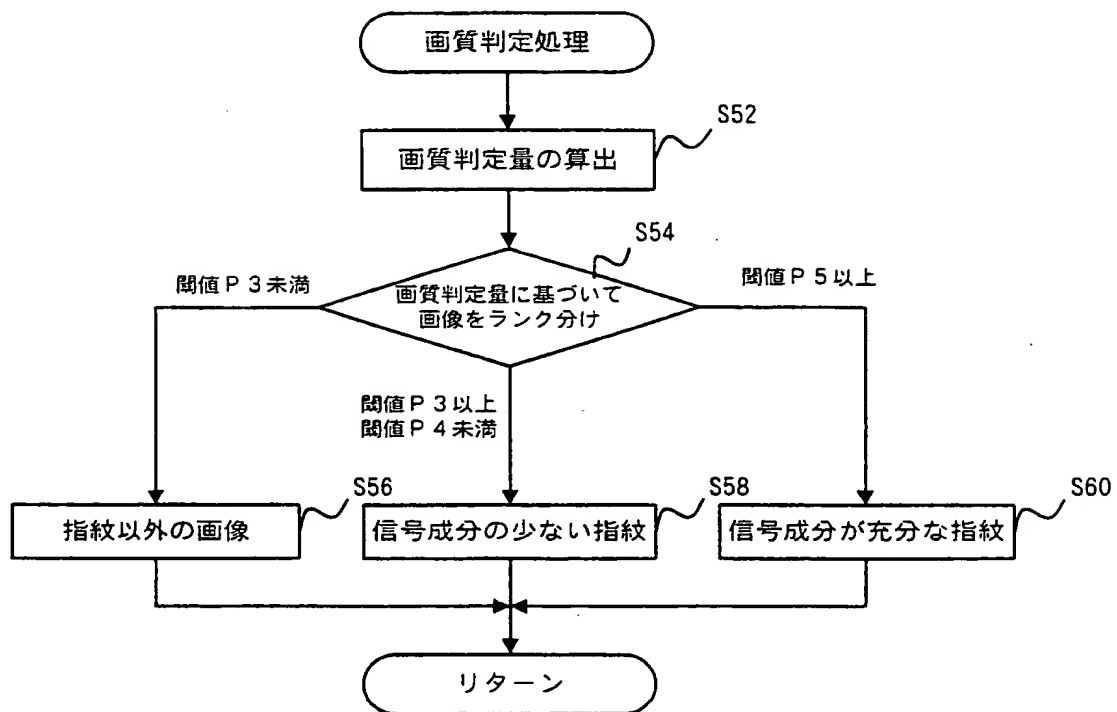 画質判定処理
S52
画質判定量の算出
S54
閾値P3未満
画質判定量に基づいて
画像をランク分け
閾値P5以上
閾値P3以上
閾値P4未満
S56
指紋以外の画像
S58
信号成分の少ない指紋
S60
信号成分が充分な指紋
リターン